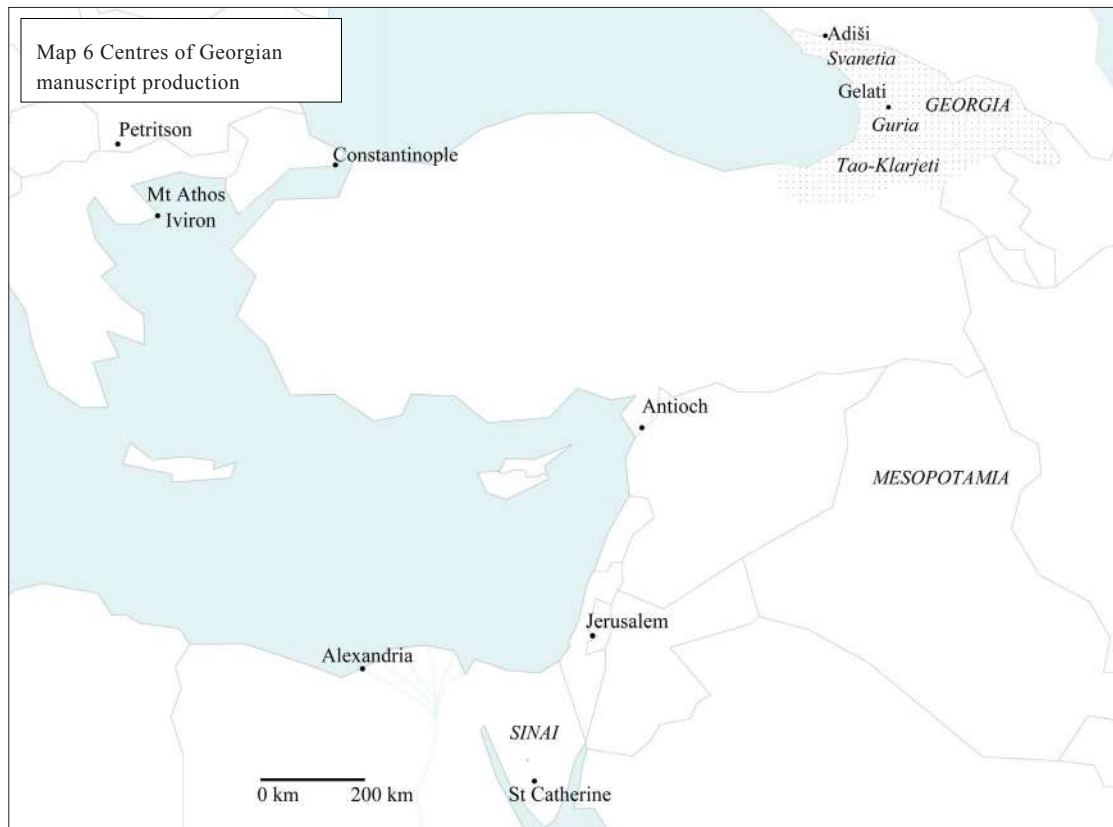 Map 6 Centres of Georgian
manuscript production
Adiši
Svanetia
Gelati
GEORGIA
Guria
Petritson
Constantinople
Tao-Klarjeti
Mt Athos
Iviron
Antioch
MESOPOTAMIA
Jerusalem
Alexandria
SINAI
0 km 200 km
St Catherine